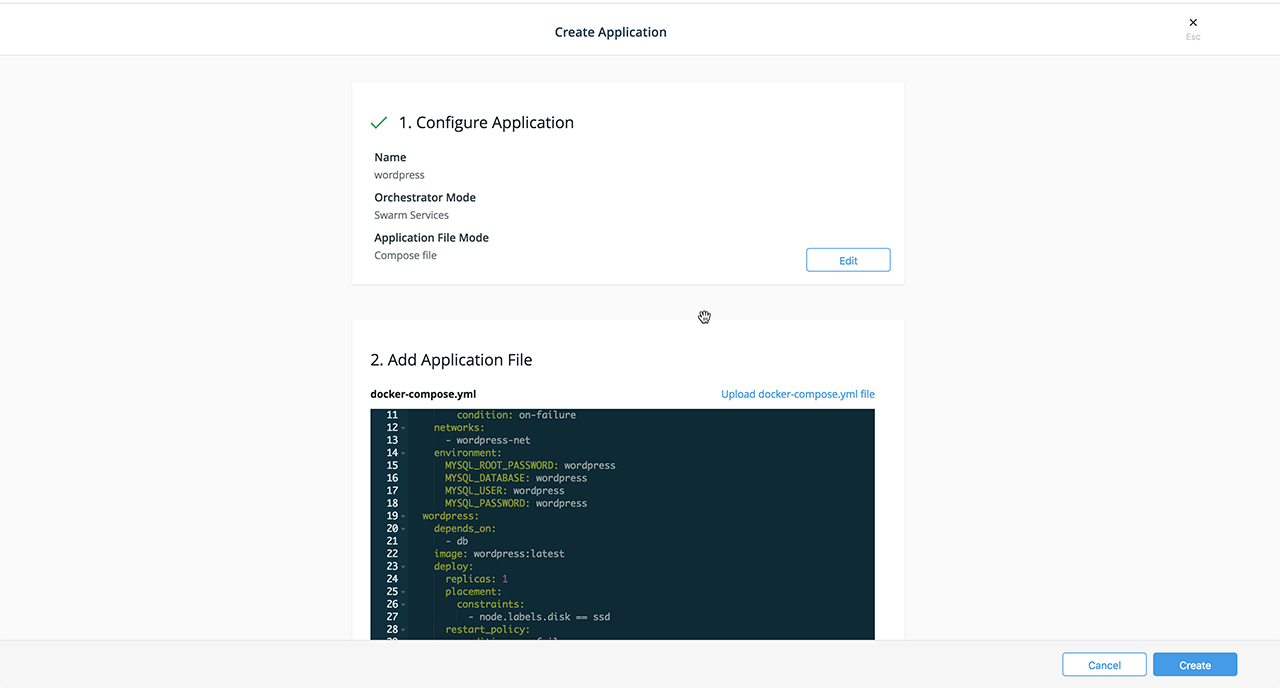 Create Application
×
Esc
1. Configure Application
Name
wordpress
Orchestrator Mode
Swarm Services
Application File Mode
Compose file
Edit
2. Add Application File
docker-compose.yml
Upload docker-compose.yml file
11 condition: on-failure
12 networks:
13 - wordpress-net
14 environment:
15 MYSQL_ROOT_PASSWORD: wordpress
16 MYSQL_DATABASE: wordpress
17 MYSQL_USER: wordpress
18 MYSQL_PASSWORD: wordpress
19 wordpress:
20 depends_on:
21 - db
22 image: wordpress:latest
23 deploy:
24 replicas: 1
25 placement:
26 constraints:
27 - node.labels.disk == ssd
28 restart_policy:
Cancel
Create